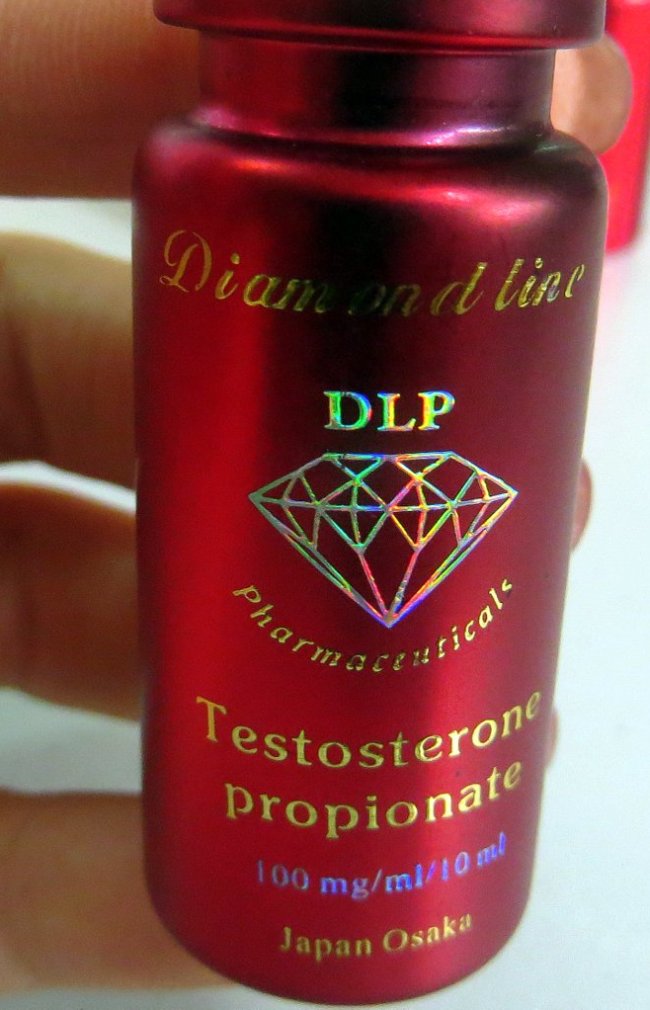 Diamond line
DLP
Pharmaceuticals
Testosterone
propionate
100 mg/ml/10 ml
Japan Osaka